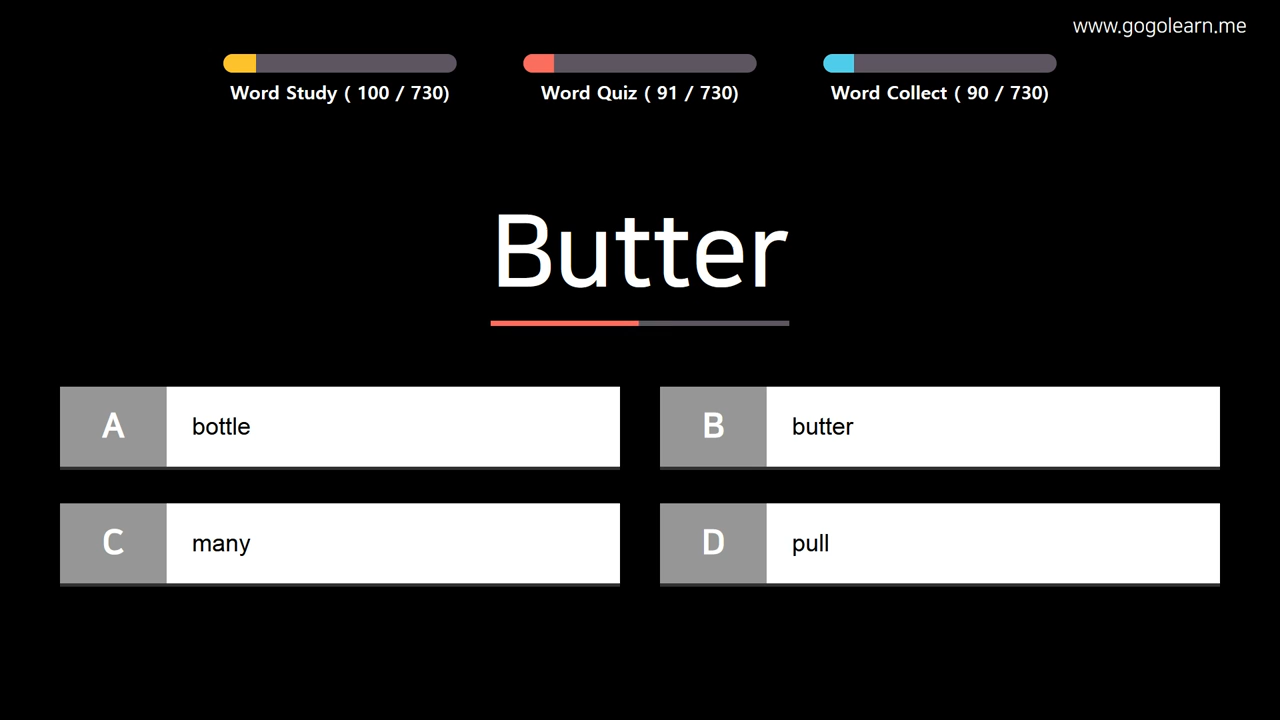 www.gogolearn.me
Word Study ( 100 / 730)
Word Quiz ( 91 / 730)
Word Collect ( 90 / 730)
Butter
A bottle
B butter
C many
D pull